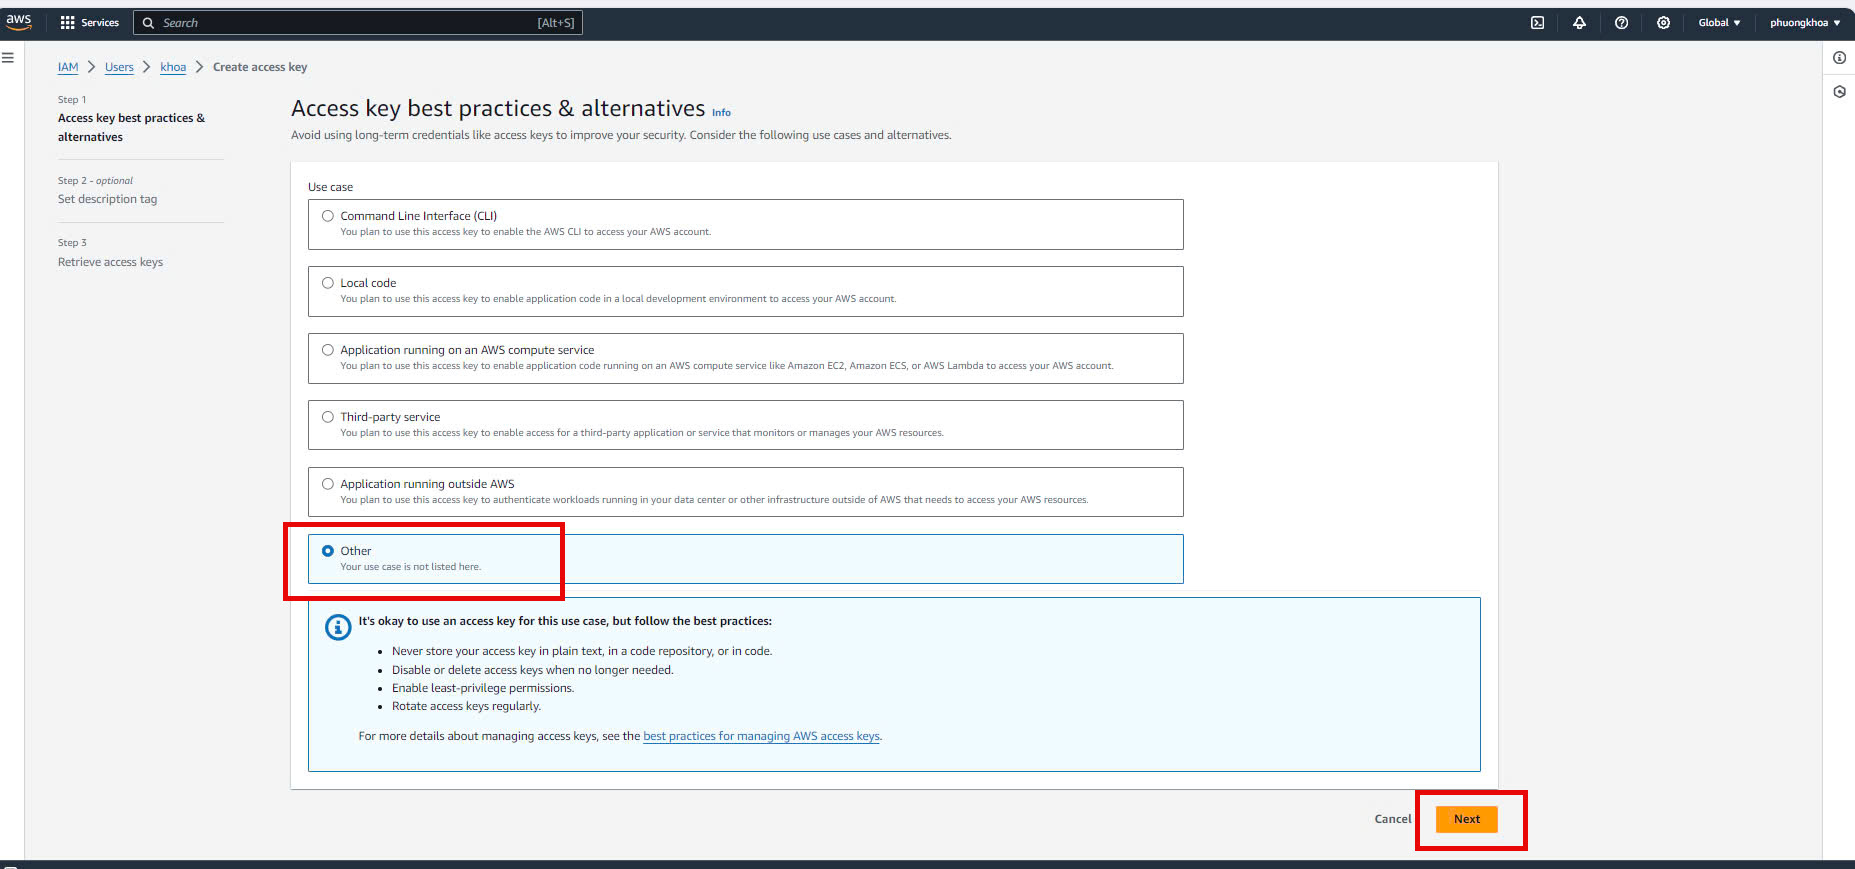 aws
Services
Search
[Alt+S]
Global
phuongkhoa
IAM
Users
khoa
Create access key
Step 1
Access key best practices &
alternatives
Step 2 - optional
Set description tag
Step 3
Retrieve access keys
Access key best practices & alternatives Info
Avoid using long-term credentials like access keys to improve your security. Consider the following use cases and alternatives.
Use case
Command Line Interface (CLI)
You plan to use this access key to enable the AWS CLI to access your AWS account.
Local code
You plan to use this access key to enable application code in a local development environment to access your AWS account.
Application running on an AWS compute service
You plan to use this access key to enable application code running on an AWS compute service like Amazon EC2, Amazon ECS, or AWS Lambda to access your AWS account.
Third-party service
You plan to use this access key to enable access for a third-party application or service that monitors or manages your AWS resources.
Application running outside AWS
You plan to use this access key to authenticate workloads running in your data center or other infrastructure outside of AWS that needs to access your AWS resources.
Other
Your use case is not listed here.
It's okay to use an access key for this use case, but follow the best practices:
• Never store your access key in plain text, in a code repository, or in code.
• Disable or delete access keys when no longer needed.
• Enable least-privilege permissions.
• Rotate access keys regularly.
For more details about managing access keys, see the best practices for managing AWS access keys.
Cancel
Next